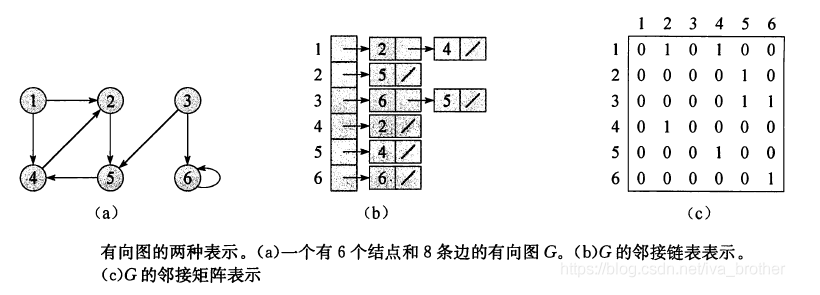 1 2 3 4 5 6
1 2 4 1 0 1 0 1 0 0
2 5 2 0 0 0 0 1 0
1 2 3 3 6 5 3 0 0 0 0 1 1
4 2 4 0 1 0 0 0 0
4 5 6 5 4 5 0 0 0 1 0 0
6 6 6 0 0 0 0 0 1
(a) (b) (c)
有向图的两种表示。(a)一个有 6 个结点和 8 条边的有向图 G。(b)G 的邻接链表表示。
(c)G 的邻接矩阵表示
https://blog.csdn.net/iva_brother